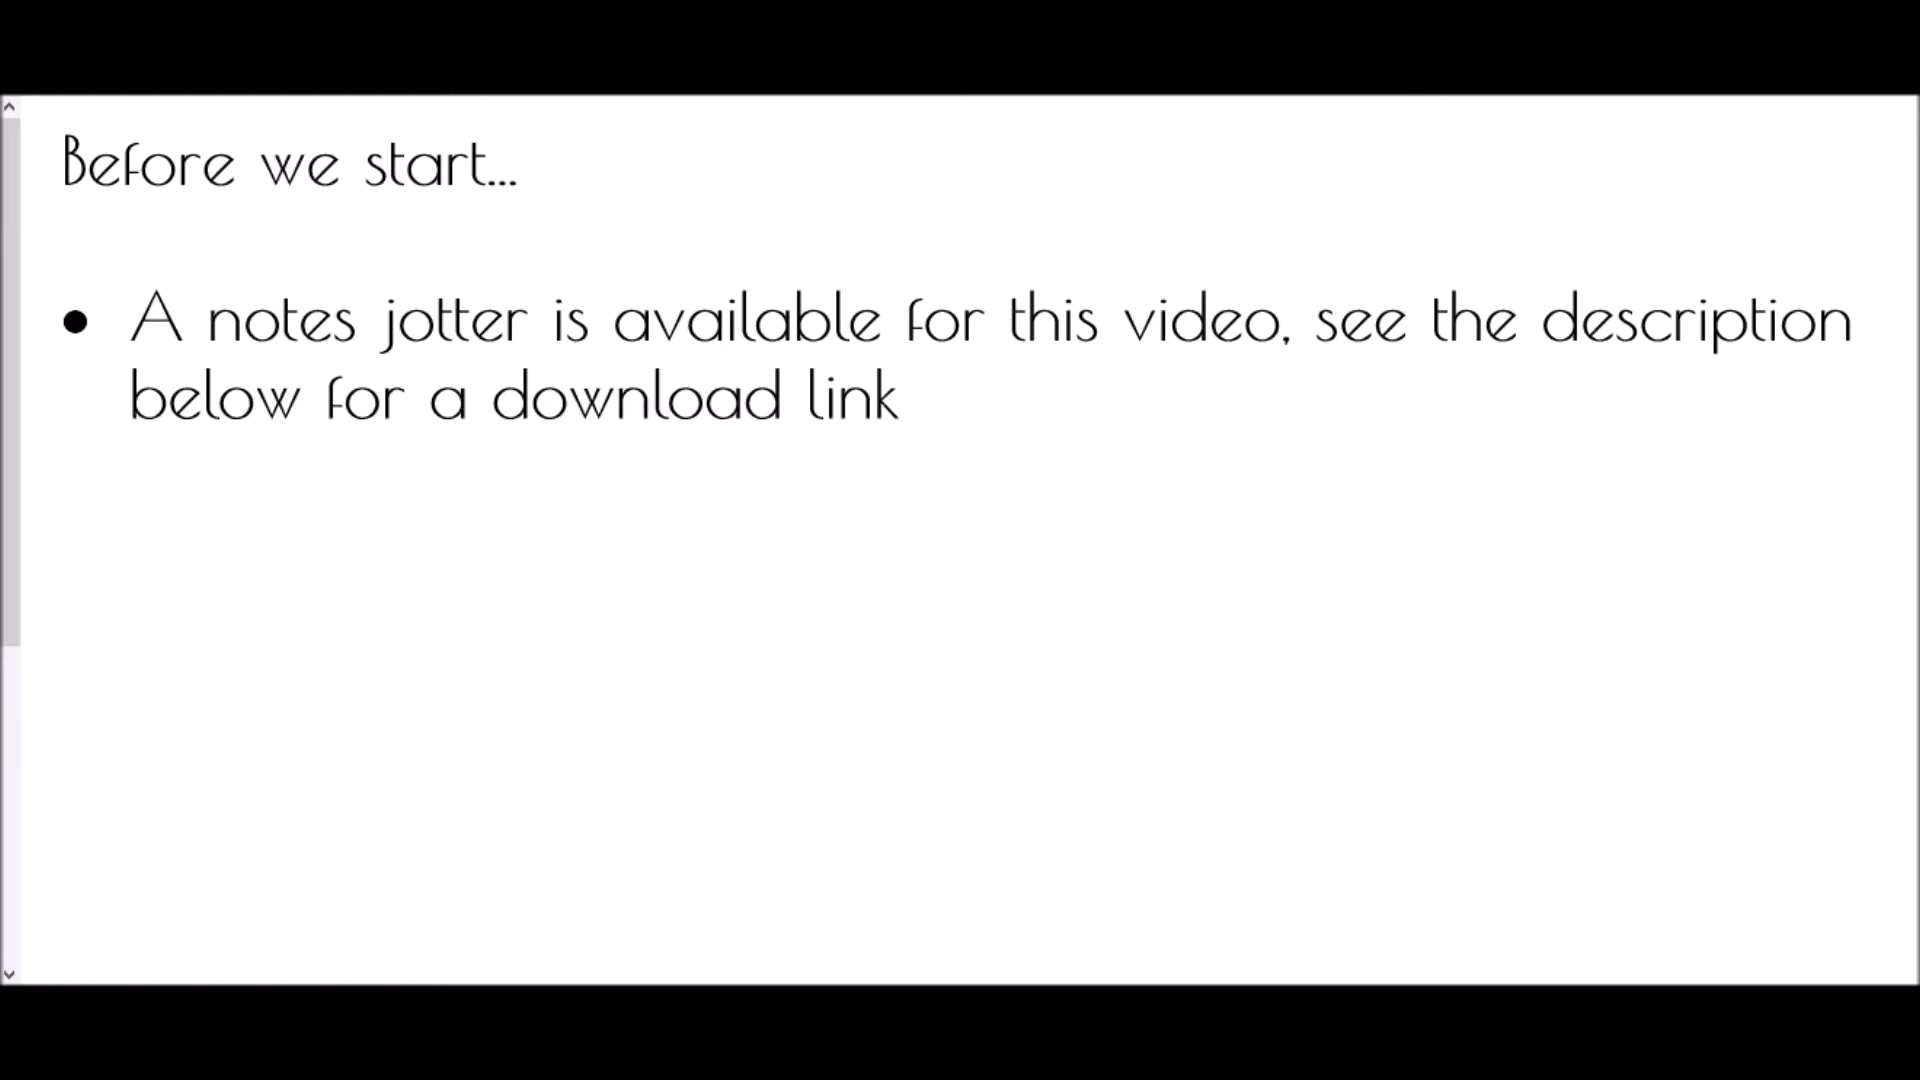 Before we start...
● A notes jotter is available for this video, see the description
below for a download link